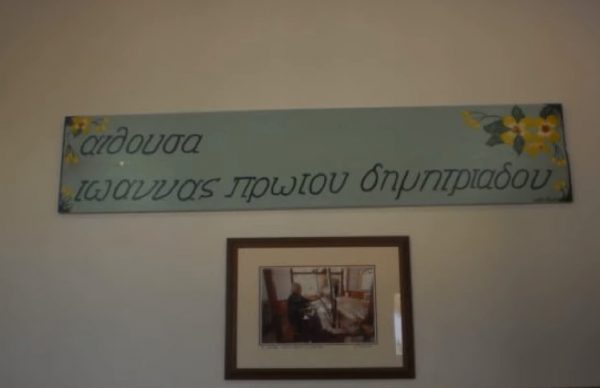 αιθουσα
ιωαννας πρωτου δημητριαδου